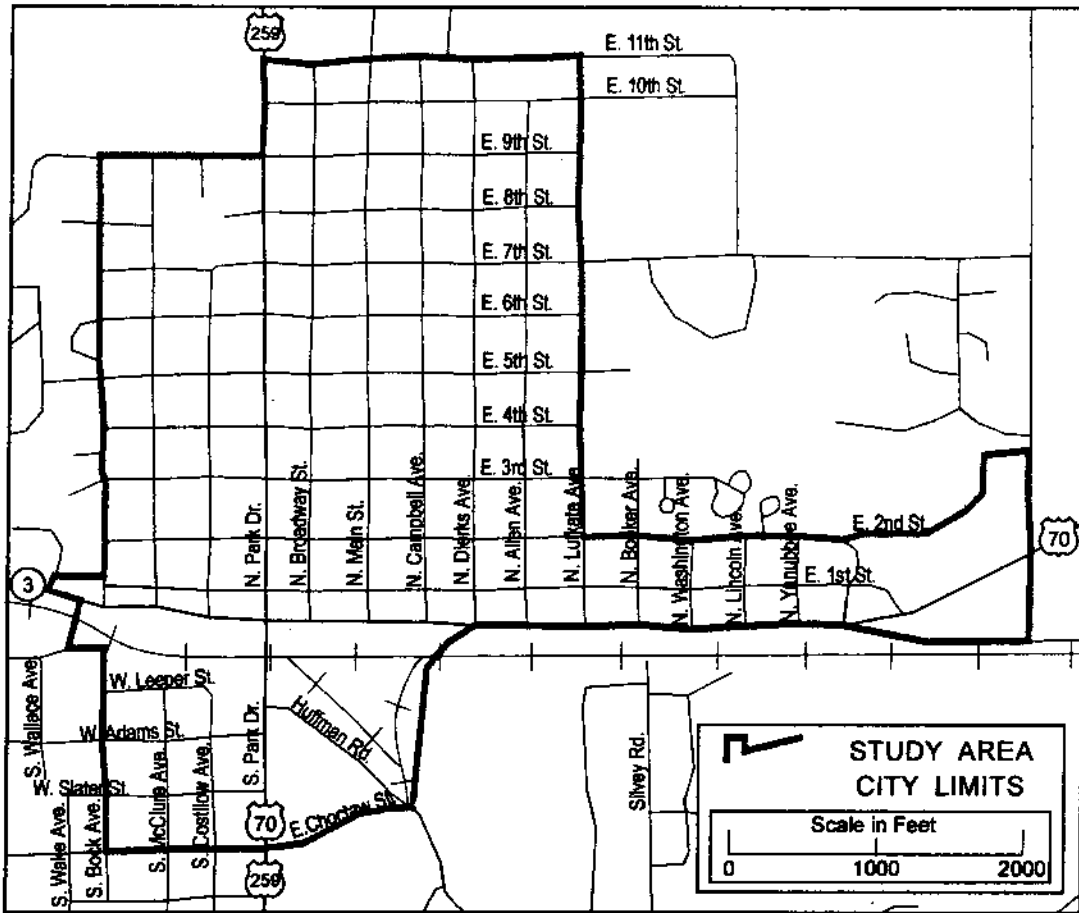 259
E. 11th St.
E. 10th St.
E. 9th St.
E. 8th St.
E. 7th St.
E. 6th St.
E. 5th St.
E. 4th St.
E. 3rd St.
N. Park Dr.
N. Broadway St.
N. Main St.
N. Campbell Ave.
N. Dierks Ave.
N. Allen Ave.
N. Lukfata Ave.
N. Booker Ave.
N. Washington Ave.
N. Lincoln Ave.
N. Yanubbee Ave.
E. 2nd St.
70
E. 1st St.
3
S. Wallace Ave.
W. Leeper St.
W. Adams St.
S. Park Dr.
Huffman Rd.
W. Slater St.
S. Wake Ave.
S. Bock Ave.
S. McClure Ave.
S. Costilow Ave.
70
E. Choctaw St.
259
Silvey Rd.
STUDY AREA
CITY LIMITS
Scale in Feet
0 1000 2000